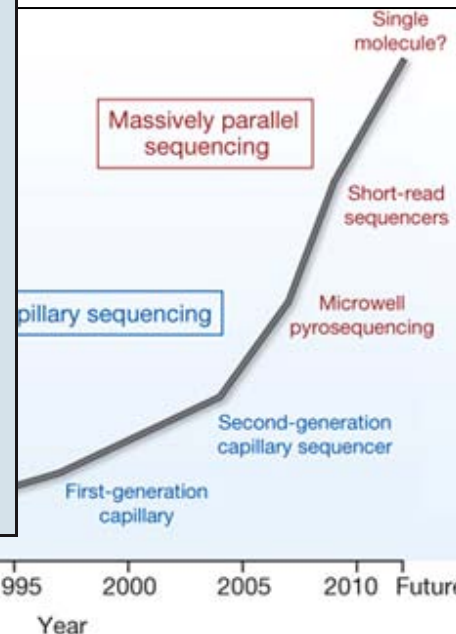 Single
molecule?
Massively parallel
sequencing
Short-read
sequencers
Microwell
pyrosequencing
pillary sequencing
Second-generation
capillary sequencer
First-generation
capillary
995 2000 2005 2010 Future
Year